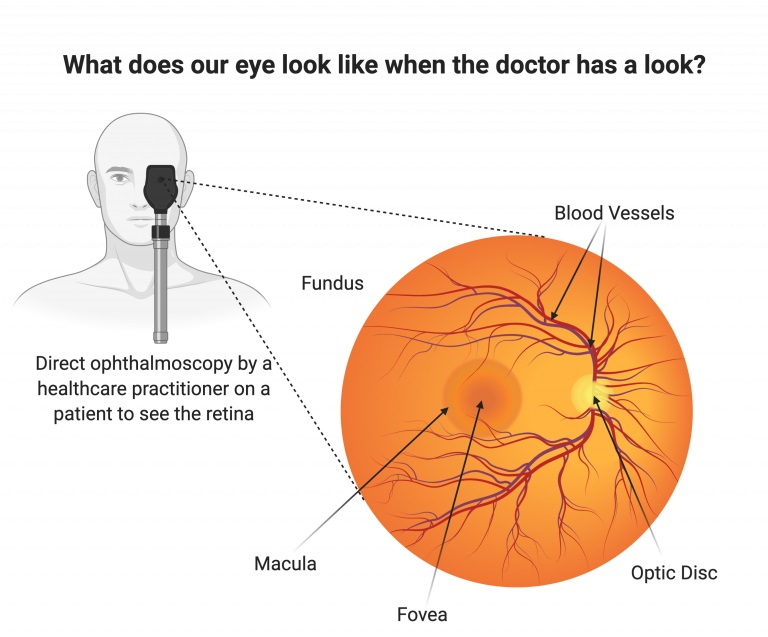 What does our eye look like when the doctor has a look?
Blood Vessels
Fundus
Direct ophthalmoscopy by a
healthcare practitioner on a
patient to see the retina
Macula
Optic Disc
Fovea